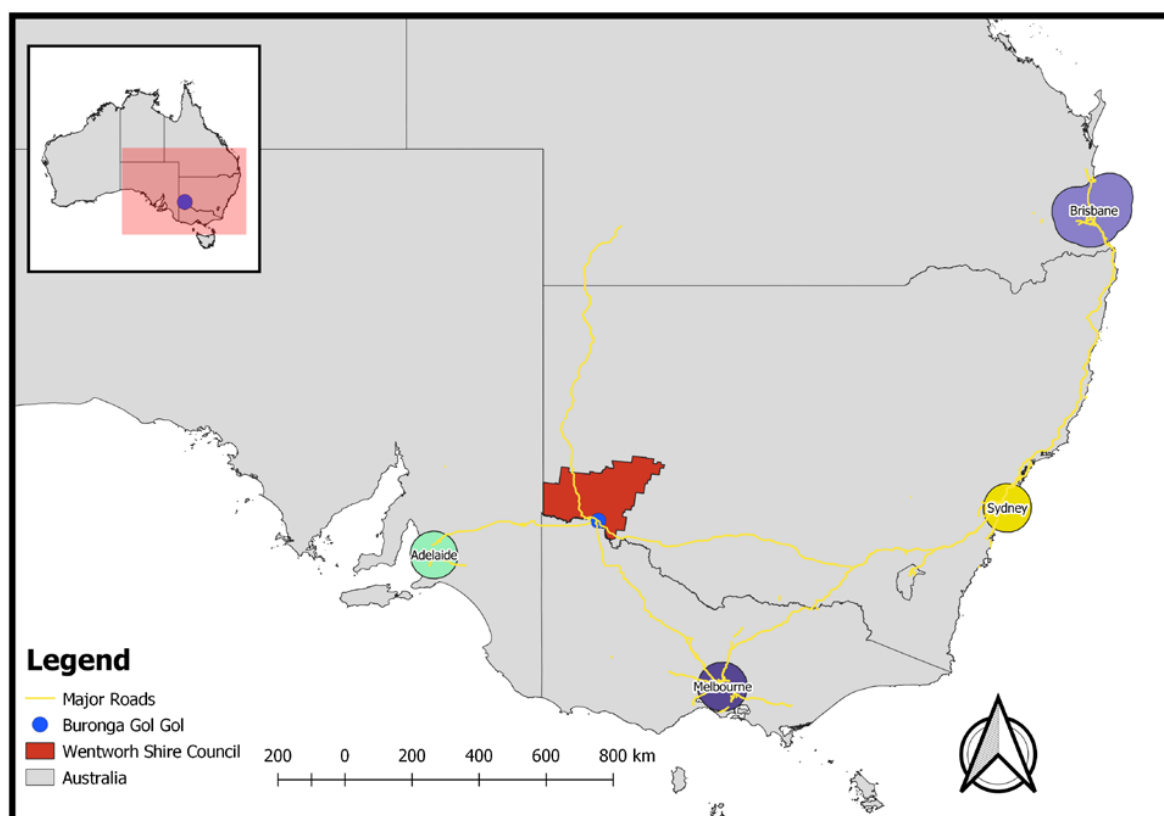 Brisbane
Sydney
Adelaide
Melbourne
Legend
Major Roads
Buronga Gol Gol
Wentworh Shire Council
Australia
200 0 200 400 600 800 km